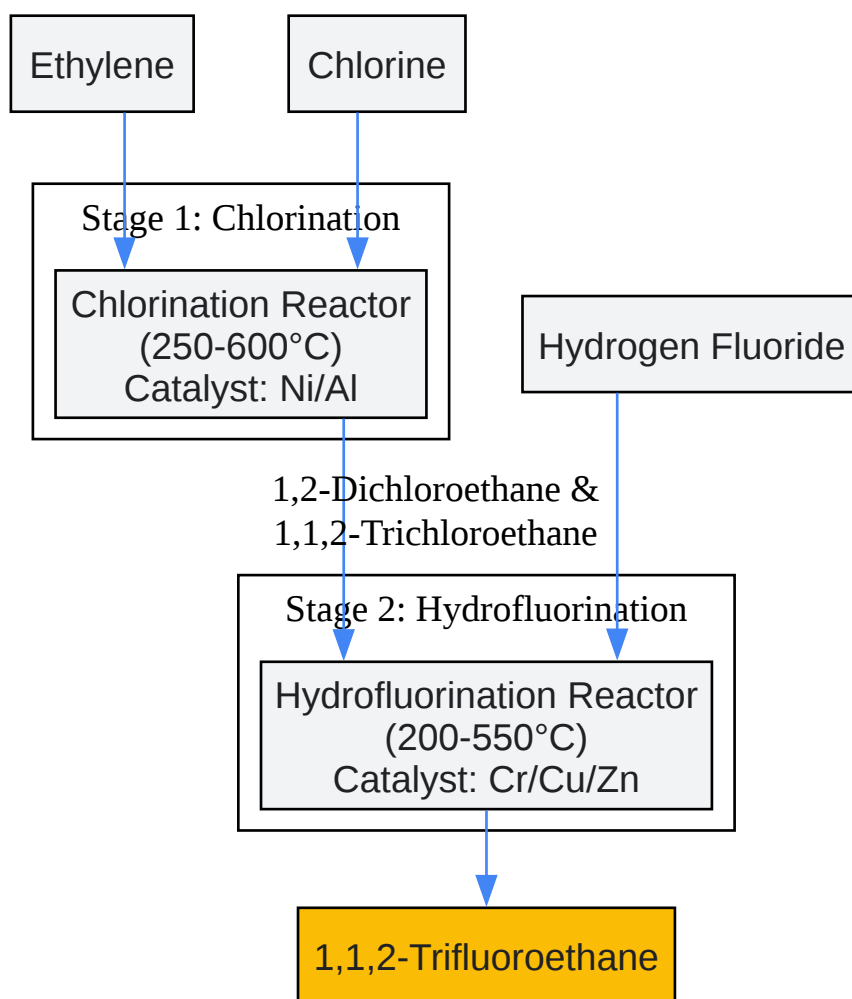 Ethylene
Chlorine
Stage 1: Chlorination
Chlorination Reactor
(250-600°C)
Catalyst: Ni/Al
Hydrogen Fluoride
1,2-Dichloroethane &
1,1,2-Trichloroethane
Stage 2: Hydrofluorination
Hydrofluorination Reactor
(200-550°C)
Catalyst: Cr/Cu/Zn
1,1,2-Trifluoroethane